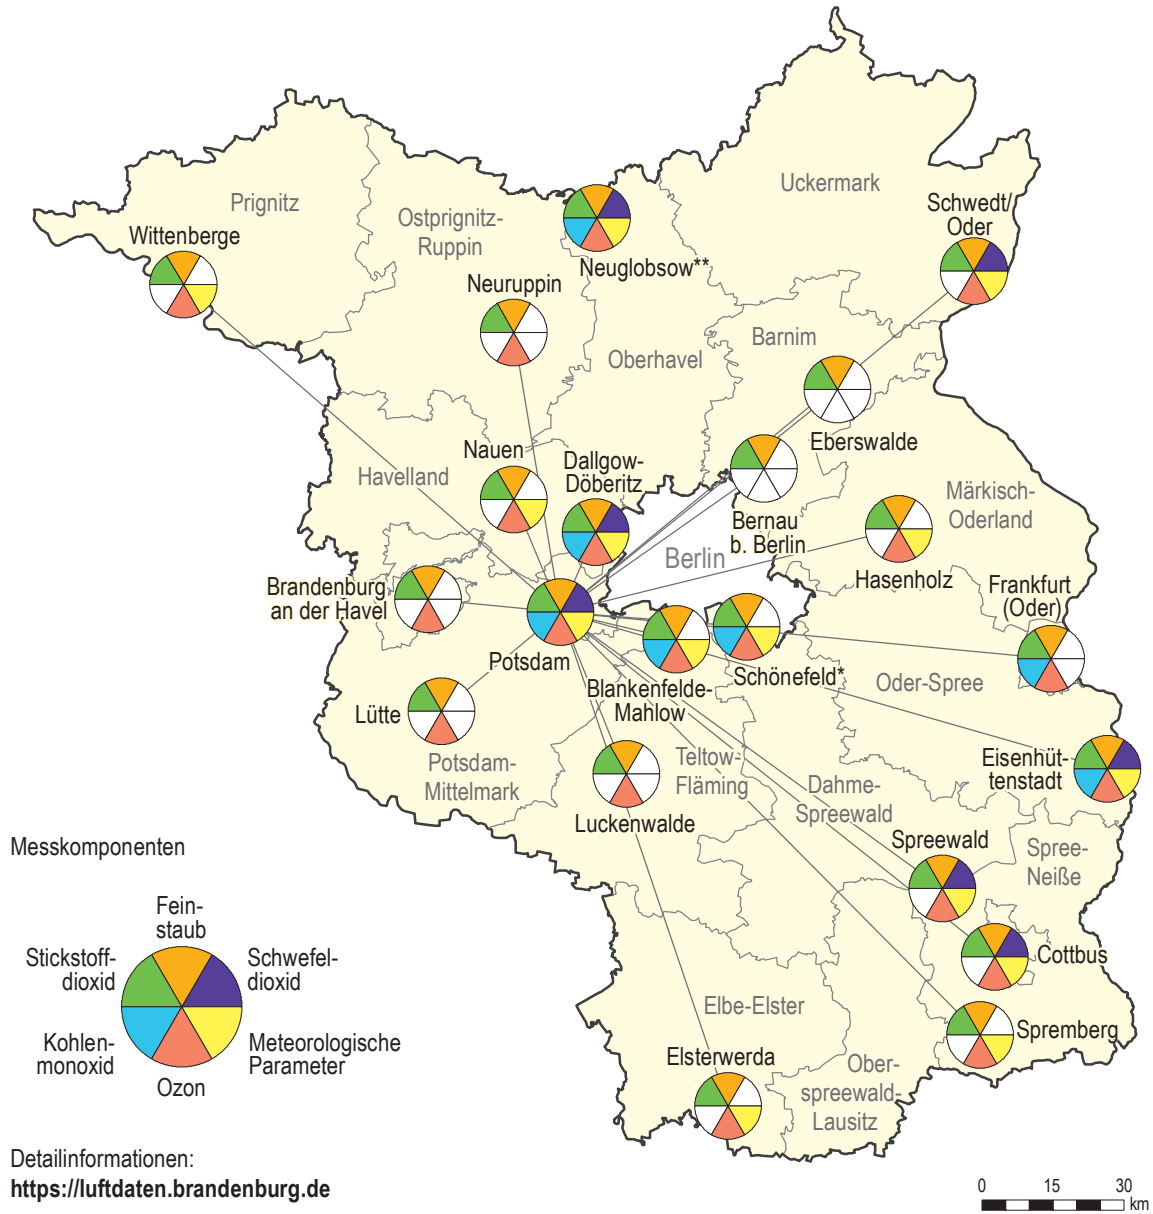 Prignitz
Wittenberge
Ostprignitz-
Ruppin
Neuruppin
Neuglobsow**
Uckermark
Schwedt/
Oder
Oberhavel
Barnim
Eberswalde
Havelland
Nauen
Dallgow-
Döberitz
Bernau
b. Berlin
Berlin
Märkisch-
Oderland
Hasenholz
Frankfurt
(Oder)
Brandenburg
an der Havel
Potsdam
Blankenfelde-
Mahlow
Schönefeld*
Oder-Spree
Lütte
Potsdam-
Mittelmark
Luckenwalde
Teltow-
Fläming
Dahme-
Spreewald
Eisenhüt-
tenstadt
Spreewald
Spree-
Neiße
Cottbus
Spremberg
Elbe-Elster
Elsterwerda
Ober-
spreewald-
Lausitz
Messkomponenten
Fein-
staub
Stickstoff-
dioxid
Schwefel-
dioxid
Kohlen-
monoxid
Meteorologische
Parameter
Ozon
Detailinformationen:
https://luftdaten.brandenburg.de
0 15 30
km